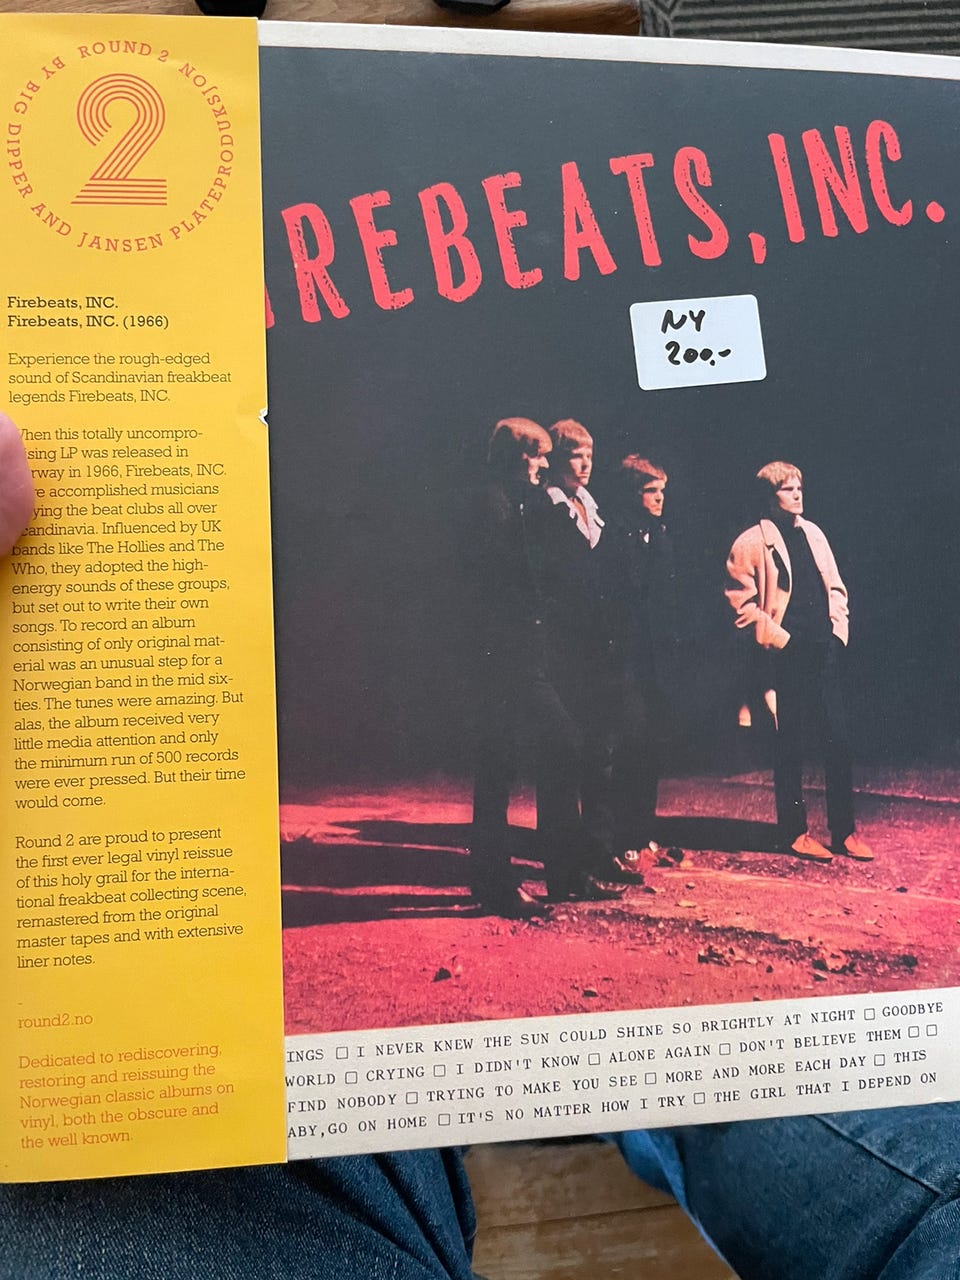 ROUND 2 BY BIG DIPPER AND JANSEN PLATEPRODUKSJON
2
Firebeats, INC.
Firebeats, INC. (1966)
Experience the rough-edged
sound of Scandinavian freakbeat
legends Firebeats, INC.
When this totally uncompro-
ising LP was released in
rway in 1966, Firebeats, INC.
re accomplished musicians
ying the beat clubs all over
candinavia. Influenced by UK
bands like The Hollies and The
Who, they adopted the high-
energy sounds of these groups,
but set out to write their own
songs. To record an album
consisting of only original mat-
erial was an unusual step for a
Norwegian band in the mid six-
ties. The tunes were amazing. But
alas, the album received very
little media attention and only
the minimum run of 500 records
were ever pressed. But their time
would come.
Round 2 are proud to present
the first ever legal vinyl reissue
of this holy grail for the interna-
tional freakbeat collecting scene,
remastered from the original
master tapes and with extensive
liner notes.
-
round2.no
Dedicated to rediscovering,
restoring and reissuing the
Norwegian classic albums on
vinyl, both the obscure and
the well known.
IREBEATS, INC.
NY
200,-
INGS □ I NEVER KNEW THE SUN COULD SHINE SO BRIGHTLY AT NIGHT □ GOODBYE
WORLD □ CRYING □ I DIDN'T KNOW □ ALONE AGAIN □ DON'T BELIEVE THEM □ □
FIND NOBODY □ TRYING TO MAKE YOU SEE □ MORE AND MORE EACH DAY □ THIS
ABY,GO ON HOME □ IT'S NO MATTER HOW I TRY □ THE GIRL THAT I DEPEND ON